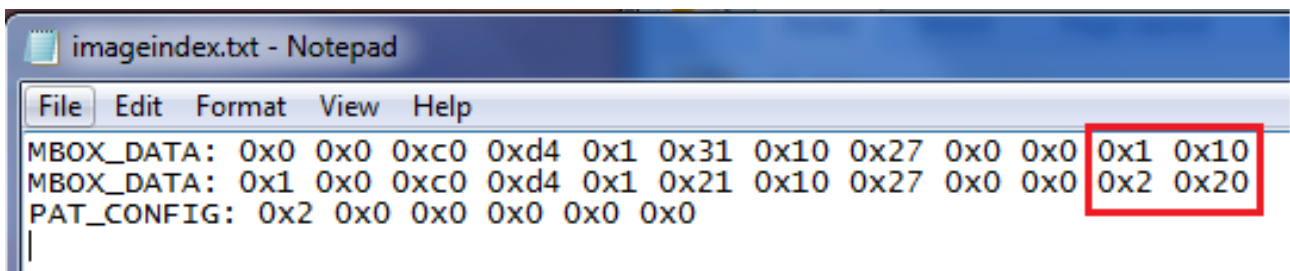 imageindex.txt - Notepad
File Edit Format View Help
MBOX_DATA: 0x0 0x0 0xc0 0xd4 0x1 0x31 0x10 0x27 0x0 0x0 0x1 0x10
MBOX_DATA: 0x1 0x0 0xc0 0xd4 0x1 0x21 0x10 0x27 0x0 0x0 0x2 0x20
PAT_CONFIG: 0x2 0x0 0x0 0x0 0x0 0x0